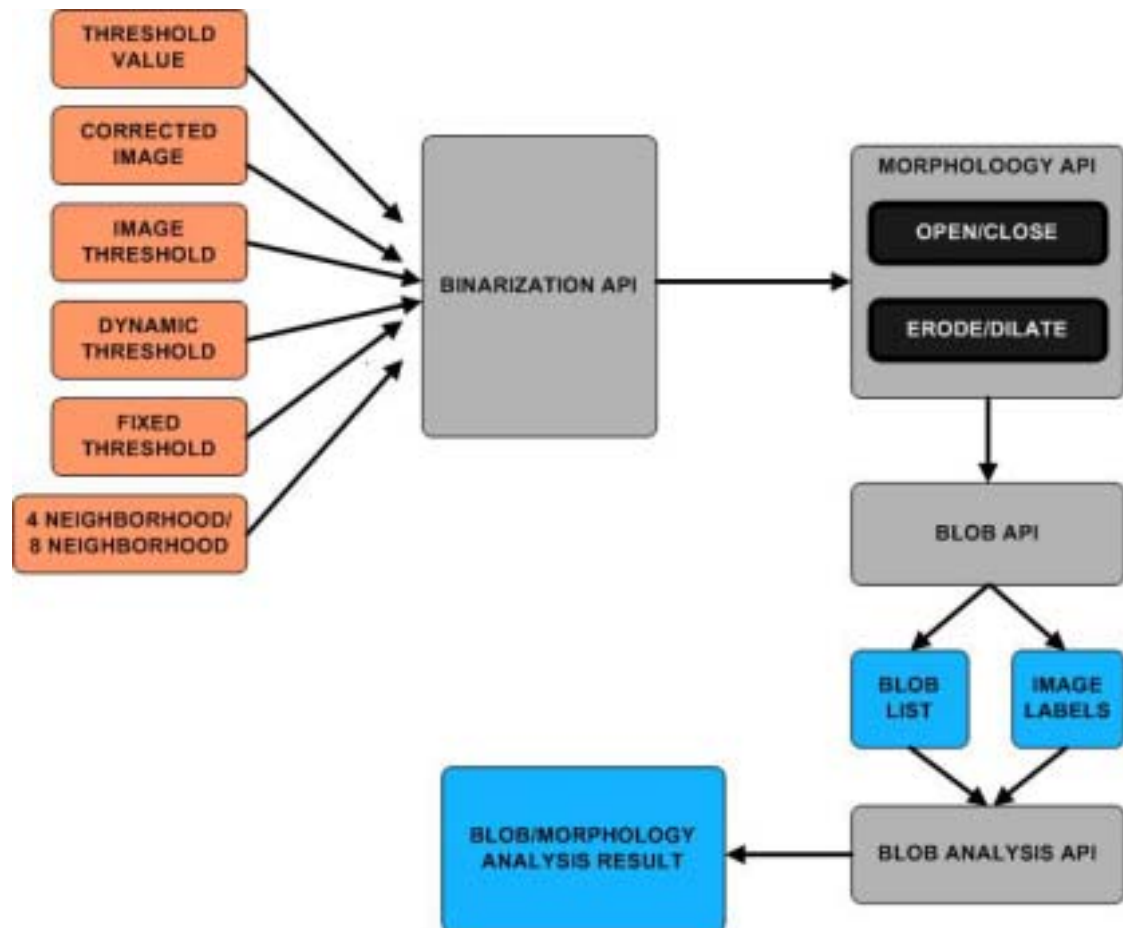 THRESHOLD
VALUE
CORRECTED
IMAGE
IMAGE
THRESHOLD
DYNAMIC
THRESHOLD
FIXED
THRESHOLD
4 NEIGHBORHOOD/
8 NEIGHBORHOOD
BINARIZATION API
MORPHOLOOGY API
OPEN/CLOSE
ERODE/DILATE
BLOB API
BLOB
LIST
IMAGE
LABELS
BLOB ANALYSIS API
BLOB/MORPHOLOGY
ANALYSIS RESULT